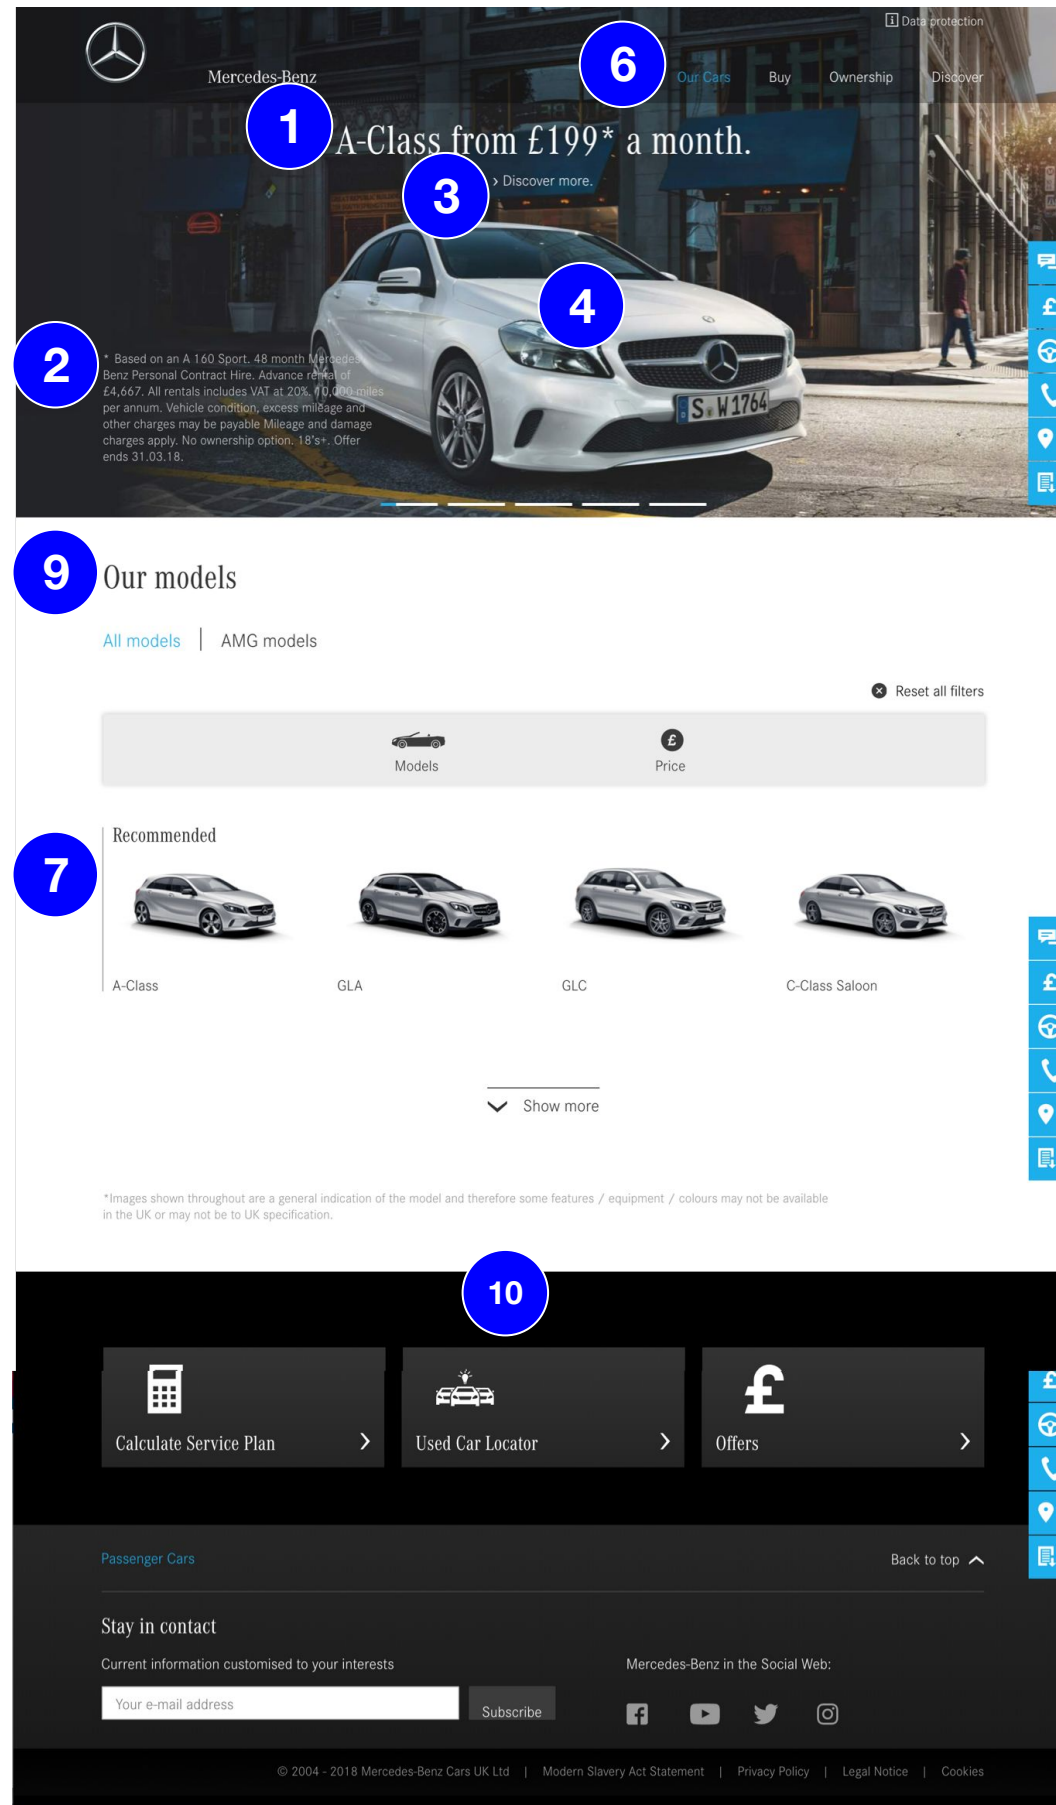 Data protection
6
Mercedes-Benz
Our Cars Buy Ownership Discover
1
A-Class from £199* a month.
3
› Discover more.
4
2
* Based on an A 160 Sport. 48 month Mercedes-
Benz Personal Contract Hire. Advance rental of
£4,667. All rentals includes VAT at 20%. 10,000 miles
per annum. Vehicle condition, excess mileage and
other charges may be payable Mileage and damage
charges apply. No ownership option. 18's+. Offer
ends 31.03.18.
S W 1764
9
Our models
All models | AMG models
Reset all filters
£
Models Price
7
Recommended
A-Class GLA GLC C-Class Saloon
Show more
*Images shown throughout are a general indication of the model and therefore some features / equipment / colours may not be available
in the UK or may not be to UK specification.
10
£
Calculate Service Plan Used Car Locator Offers
Passenger Cars Back to top
Stay in contact
Current information customised to your interests
Mercedes-Benz in the Social Web:
Your e-mail address
Subscribe
© 2004 - 2018 Mercedes-Benz Cars UK Ltd | Modern Slavery Act Statement | Privacy Policy | Legal Notice | Cookies